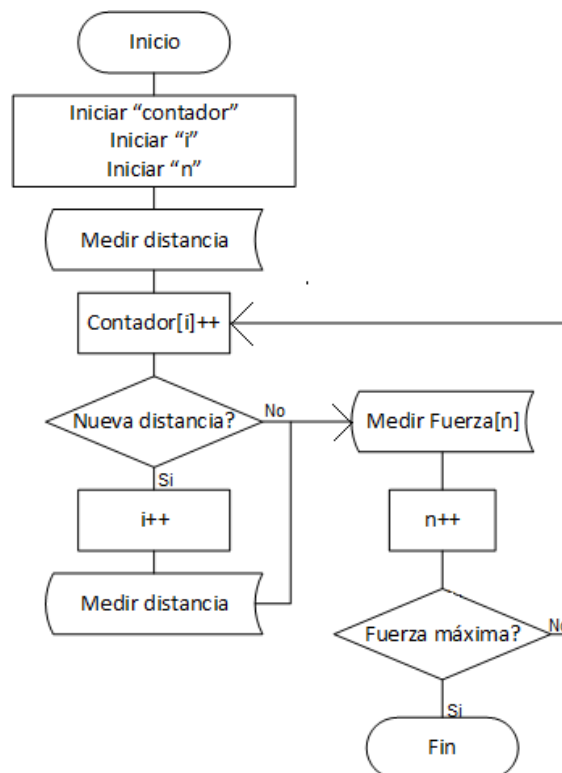 Inicio
Iniciar “contador”
Iniciar “i”
Iniciar “n”
Medir distancia
Contador[i]++
Nueva distancia?
No
Si
i++
Medir distancia
Medir Fuerza[n]
n++
Fuerza máxima?
No
Si
Fin